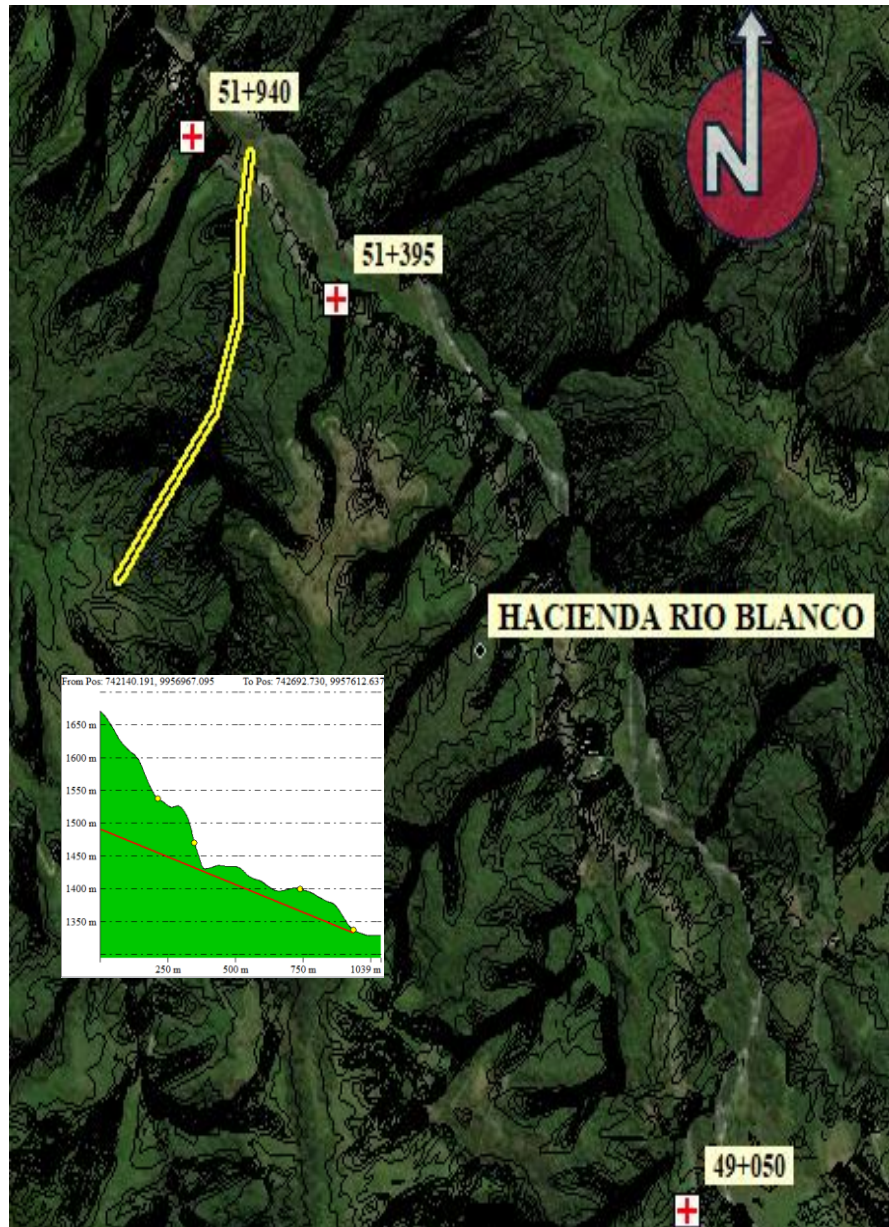 51+940
N
51+395
HACIENDA RIO BLANCO
From Pos: 742140.191, 9956967.095 To Pos: 742692.730, 9957612.637
1650 m
1600 m
1550 m
1500 m
1450 m
1400 m
1350 m
250 m 500 m 750 m 1039 m
49+050